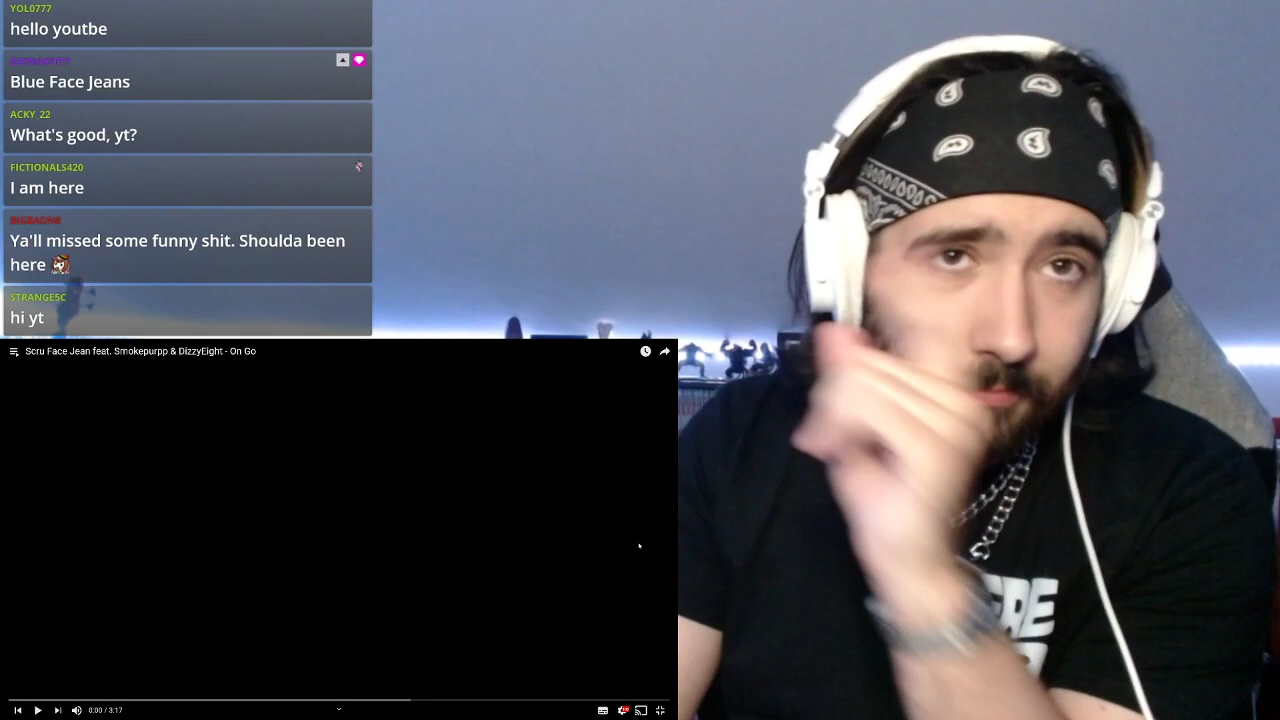 YOL0777
hello youtbe
Blue Face Jeans
ACKY 22
What's good, yt?
FICTIONALS420
I am here
Ya'll missed some funny shit. Shoulda been
here
STRANGE5C
hi yt
Scru Face Jean feat. Smokepurpp & DizzyEight - On Go
0:00 / 3:17